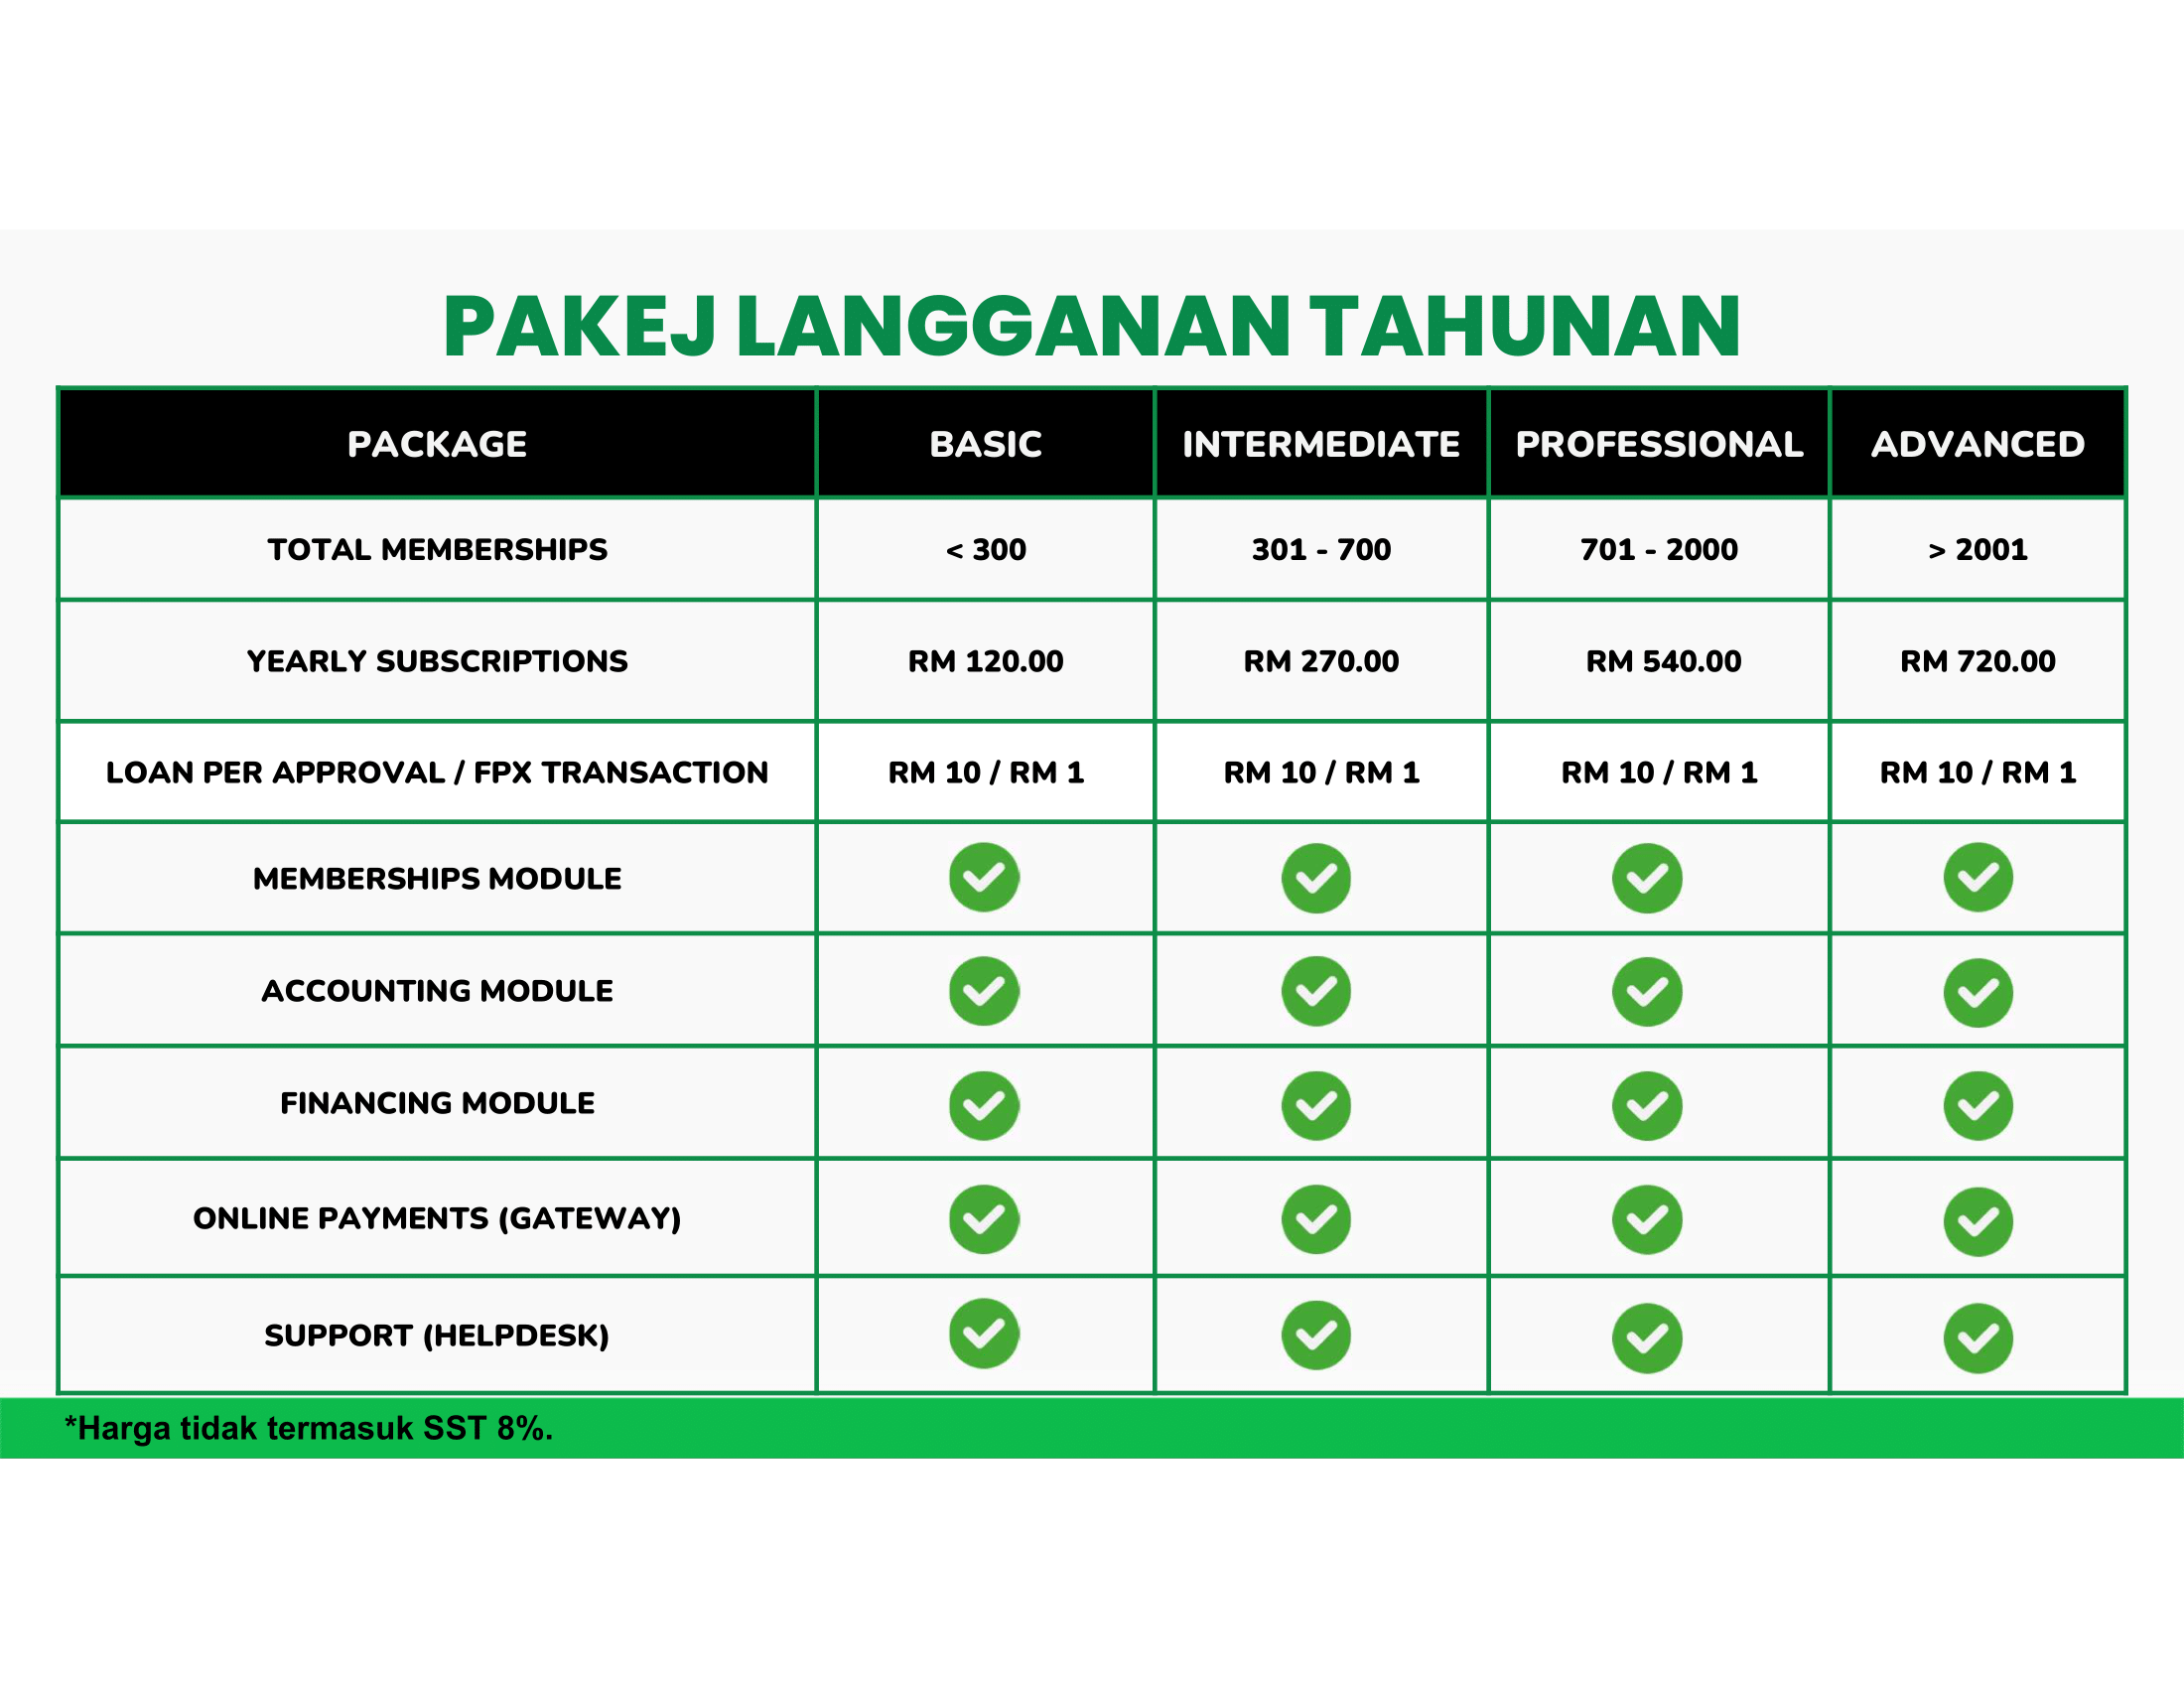 PAKEJ LANGGANAN TAHUNAN
PACKAGE BASIC INTERMEDIATE PROFESSIONAL ADVANCED
TOTAL MEMBERSHIPS < 300 301 - 700 701 - 2000 > 2001
YEARLY SUBSCRIPTIONS RM 120.00 RM 270.00 RM 540.00 RM 720.00
LOAN PER APPROVAL / FPX TRANSACTION RM 10 / RM 1 RM 10 / RM 1 RM 10 / RM 1 RM 10 / RM 1
MEMBERSHIPS MODULE
ACCOUNTING MODULE
FINANCING MODULE
ONLINE PAYMENTS (GATEWAY)
SUPPORT (HELPDESK)
*Harga tidak termasuk SST 8%.